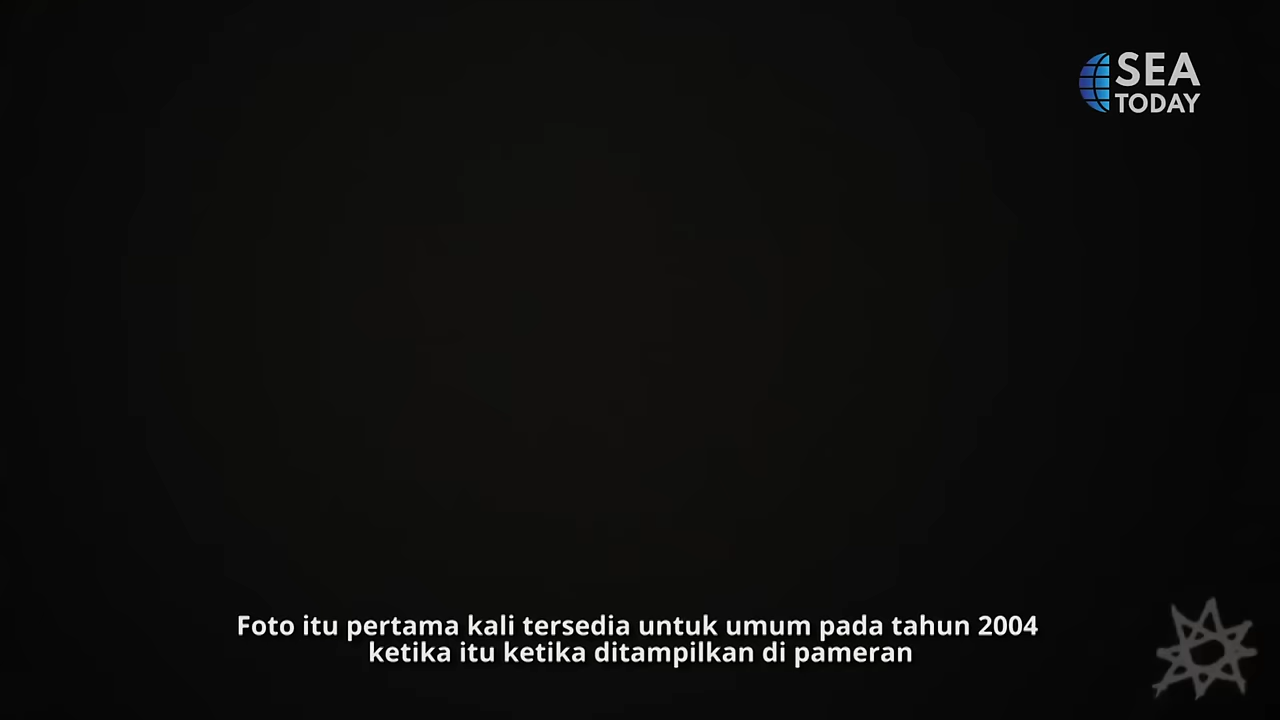 SEA
TODAY
Foto itu pertama kali tersedia untuk umum pada tahun 2004
ketika itu ketika ditampilkan di pameran